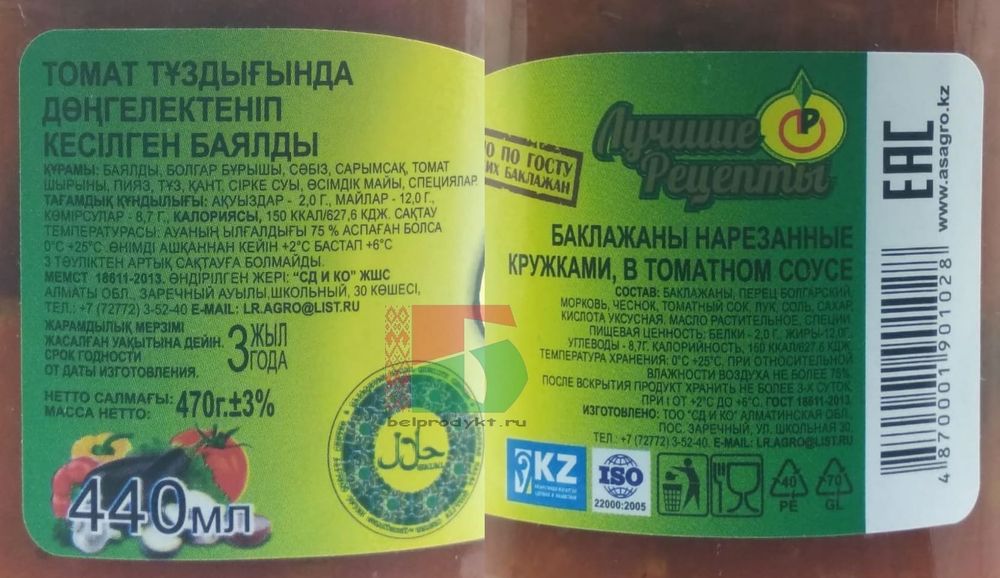 ТОМАТ ТҰЗДЫҒЫНДА
ДӨҢГЕЛЕКТЕНІП
КЕСІЛГЕН БАЯЛДЫ
ҚҰРАМЫ: БАЯЛДЫ, БОЛГАР БҰРЫШЫ, СӘБІЗ, САРЫМСАҚ, ТОМАТ
ШЫРЫНЫ, ПИЯЗ, ТҰЗ, ҚАНТ, СІРКЕ СУЫ, ӨСІМДІК МАЙЫ, СПЕЦИЯЛАР.
ТАҒАМДЫҚ ҚҰНДЫЛЫҒЫ: АҚУЫЗДАР - 2,0 Г., МАЙЛАР - 12,0 Г.,
КӨМІРСУЛАР - 8,7 Г., КАЛОРИЯСЫ, 150 ККАЛ/627,6 КДЖ. САҚТАУ
ТЕМПЕРАТУРАСЫ: АУАНЫҢ ЫЛҒАЛДЫҒЫ 75 % АСПАҒАН БОЛСА
0°С +25°С. ӨНІМДІ АШҚАННАН КЕЙІН +2°С БАСТАП +6°С
3 ТӘУЛІКТЕН АРТЫҚ САҚТАУҒА БОЛМАЙДЫ.
МЕМСТ 18611-2013. ӨНДІРІЛГЕН ЖЕРІ: "СД И КО" ЖШС
АЛМАТЫ ОБЛ., ЗАРЕЧНЫЙ АУЫЛЫ,ШКОЛЬНЫЙ, 30 КӨШЕСІ,
ТЕЛ.: +7 (72772) 3-52-40 E-MAIL: LR.AGRO@LIST.RU
ЖАРАМДЫЛЫҚ МЕРЗІМІ
ЖАСАЛҒАН УАҚЫТЫНА ДЕЙІН.
СРОК ГОДНОСТИ
ОТ ДАТЫ ИЗГОТОВЛЕНИЯ.
3 ЖЫЛ
ГОДА
НЕТТО САЛМАҒЫ:
МАССА НЕТТО:
470г.±3%
440мл
حلال
belprodykt.ru
О ПО ГОСТУ
ИХ БАКЛАЖАН
Лучшие
Рецепты
Р
БАКЛАЖАНЫ НАРЕЗАННЫЕ
КРУЖКАМИ, В ТОМАТНОМ СОУСЕ
СОСТАВ: БАКЛАЖАНЫ, ПЕРЕЦ БОЛГАРСКИЙ,
МОРКОВЬ, ЧЕСНОК, ТОМАТНЫЙ СОК, ЛУК, СОЛЬ, САХАР
КИСЛОТА УКСУСНАЯ, МАСЛО РАСТИТЕЛЬНОЕ, СПЕЦИИ.
ПИЩЕВАЯ ЦЕННОСТЬ: БЕЛКИ - 2,0 Г, ЖИРЫ-12,0Г,
УГЛЕВОДЫ - 8,7Г, КАЛОРИЙНОСТЬ, 150 ККАЛ/627,6 КДЖ.
ТЕМПЕРАТУРА ХРАНЕНИЯ: 0°С +25°С, ПРИ ОТНОСИТЕЛЬНОЙ
ВЛАЖНОСТИ ВОЗДУХА НЕ БОЛЕЕ 75%.
ПОСЛЕ ВСКРЫТИЯ ПРОДУКТ ХРАНИТЬ НЕ БОЛЕЕ 3-Х СУТОК,
ПРИ t ОТ +2°С ДО +6°С. ГОСТ 18611-2013.
ИЗГОТОВЛЕНО: ТОО "СД И КО" АЛМАТИНСКАЯ ОБЛ.,
ПОС. ЗАРЕЧНЫЙ, УЛ. ШКОЛЬНАЯ 30,
ТЕЛ.: +7 (72772) 3-52-40. E-MAIL: LR.AGRO@LIST.RU
KZ
ISO
22000:2005
40
PE
70
GL
EAC
www.asagro.kz
4 870001 901028